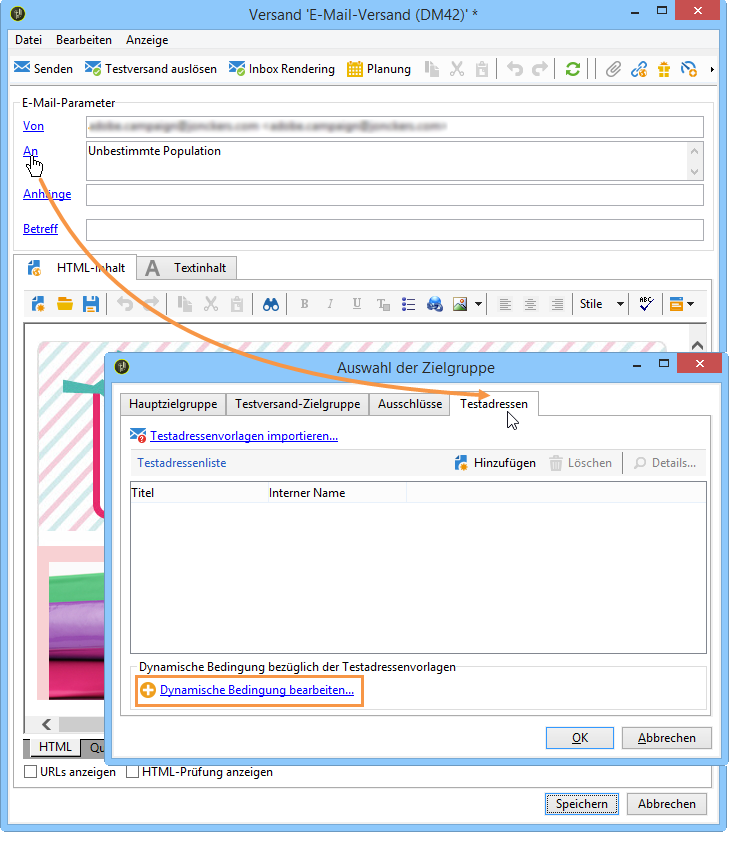 Versand 'E-Mail-Versand (DM42)' *
Datei Bearbeiten Anzeige
Senden Testversand auslösen Inbox Rendering Planung
E-Mail-Parameter
Von
An Unbestimmte Population
Anhänge
Betreff
HTML-Inhalt A Textinhalt
B I U Stile ABC
Auswahl der Zielgruppe
Hauptzielgruppe Testversand-Zielgruppe Ausschlüsse Testadressen
Testadressenvorlagen importieren...
Testadressenliste Hinzufügen Löschen Details...
Titel Interner Name
Dynamische Bedingung bezüglich der Testadressenvorlagen
Dynamische Bedingung bearbeiten...
OK Abbrechen
HTML Qu
URLs anzeigen HTML-Prüfung anzeigen
Speichern Abbrechen